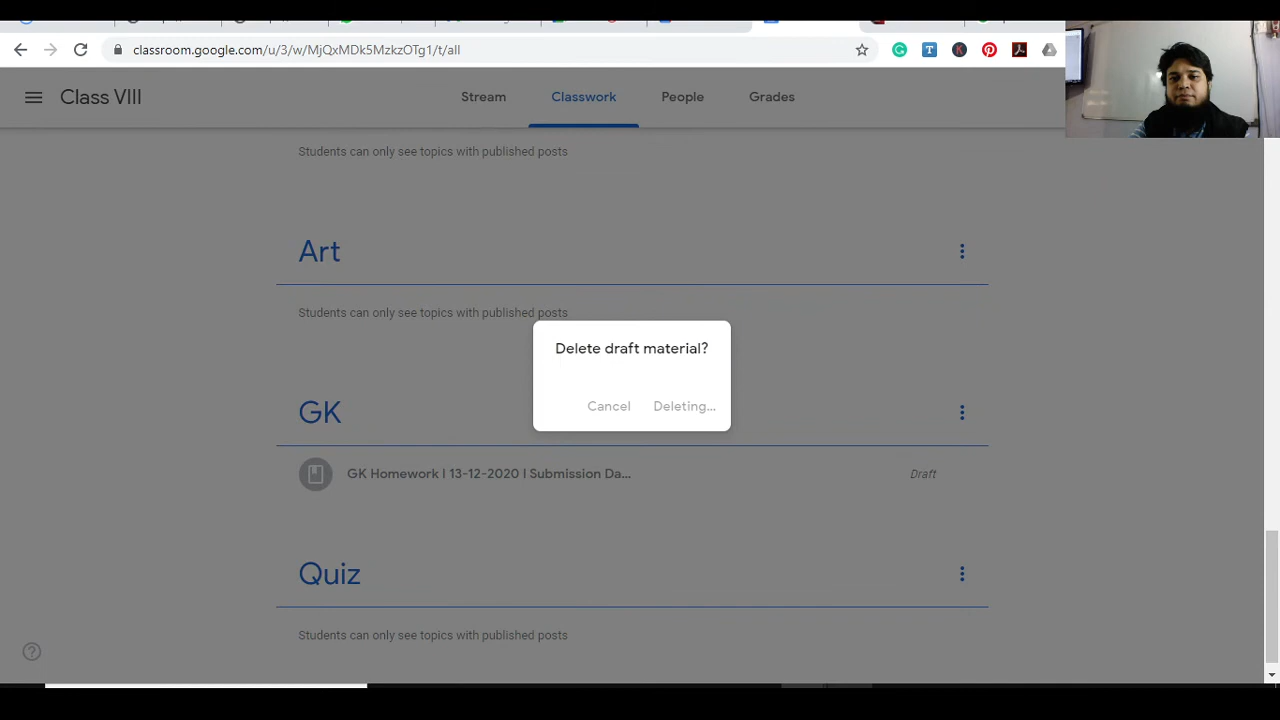 classroom.google.com/u/3/w/MjQxMDk5MzkzOTg1/t/all
Class VIII
Stream
Classwork
People
Grades
Students can only see topics with published posts
Art
Students can only see topics with published posts
Delete draft material?
Cancel
Deleting...
GK
GK Homework I 13-12-2020 I Submission Da...
Draft
Quiz
Students can only see topics with published posts